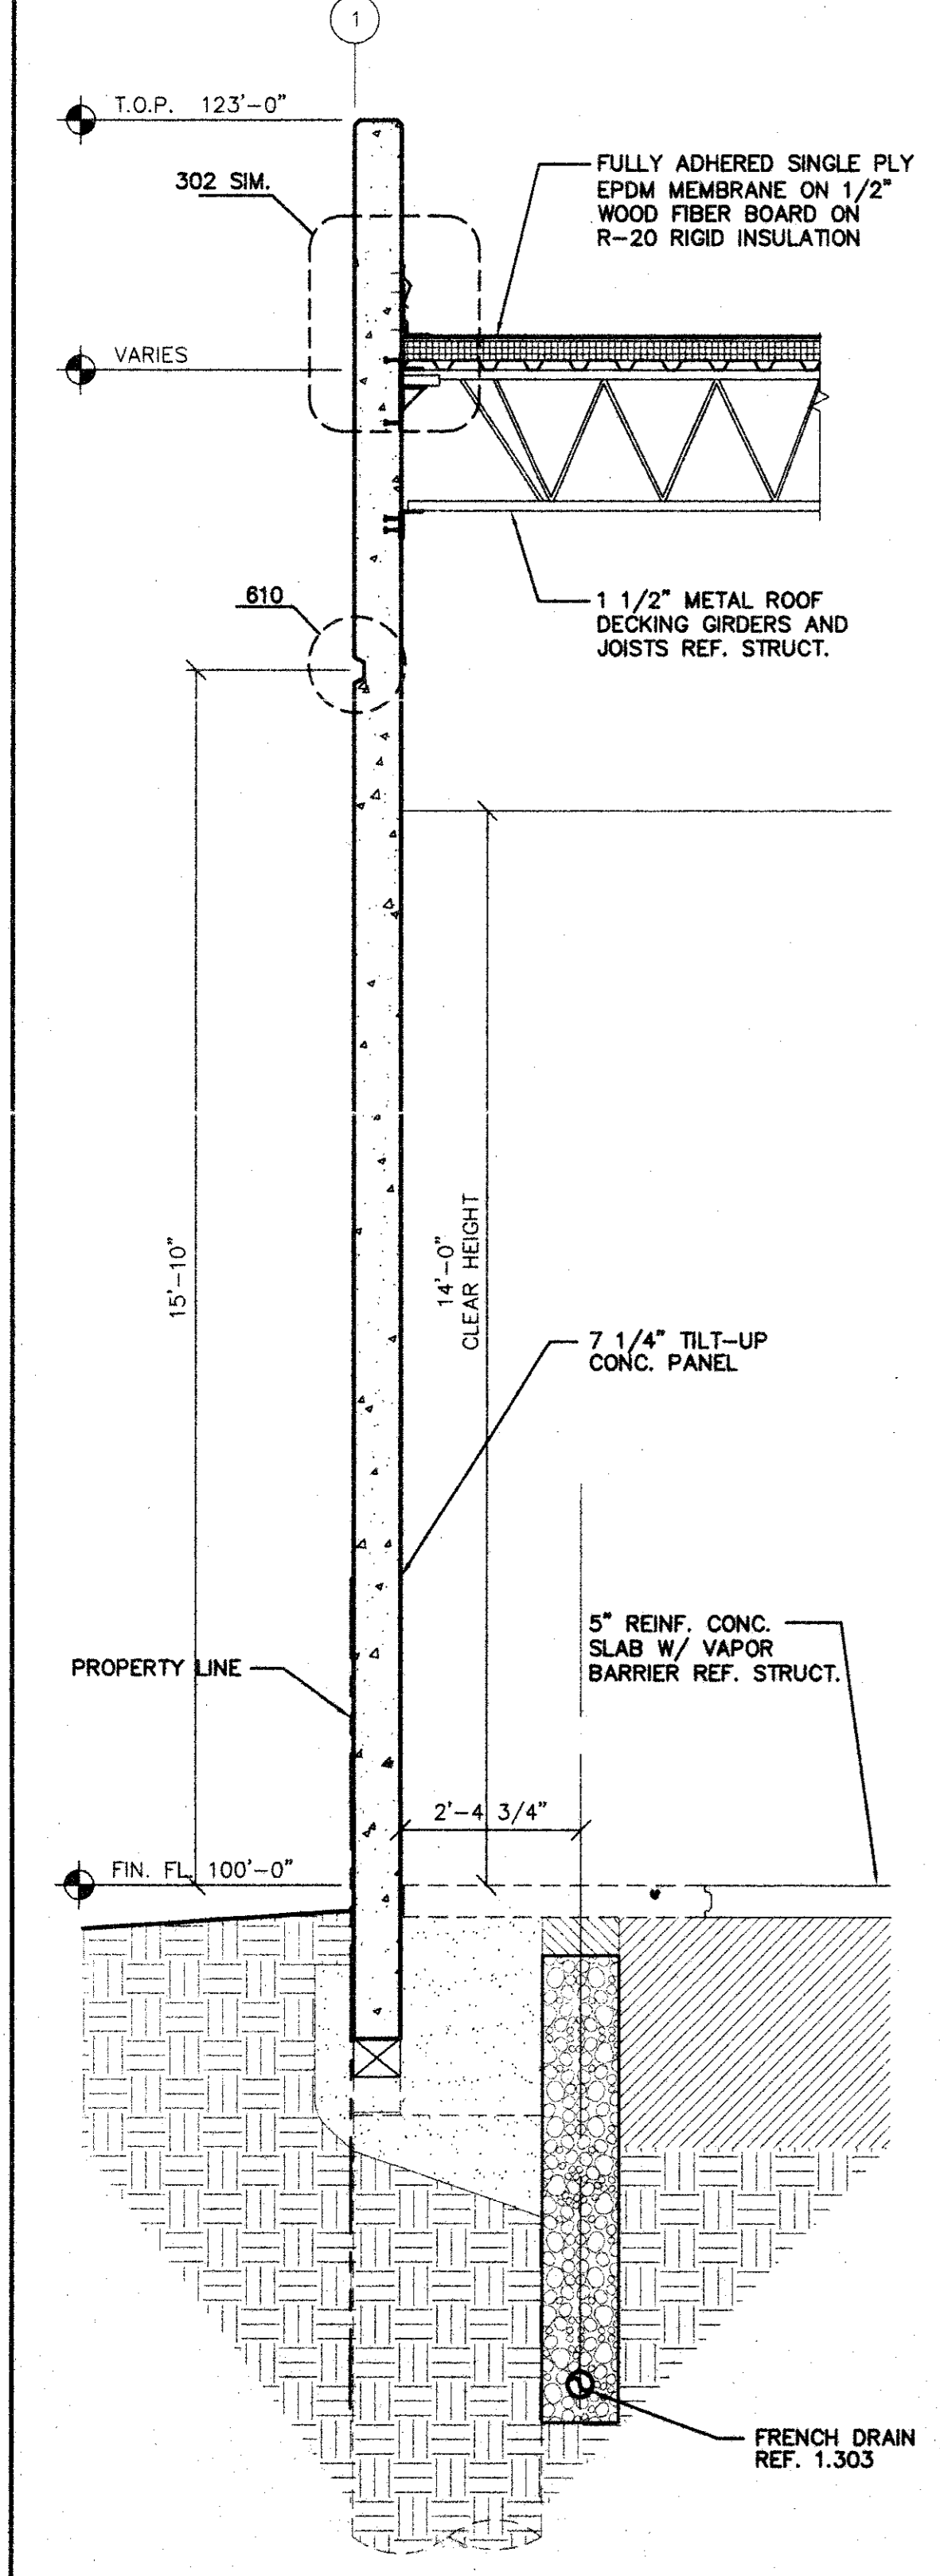 1
T.O.P. 123'-0"
302 SIM.
FULLY ADHERED SINGLE PLY
EPDM MEMBRANE ON 1/2"
WOOD FIBER BOARD ON
R-20 RIGID INSULATION
VARIES
610
1 1/2" METAL ROOF
DECKING GIRDERS AND
JOISTS REF. STRUCT.
15'-10"
14'-0"
CLEAR HEIGHT
7 1/4" TILT-UP
CONC. PANEL
5" REINF. CONC.
SLAB W/ VAPOR
BARRIER REF. STRUCT.
PROPERTY LINE
2'-4 3/4"
FIN. FL. 100'-0"
FRENCH DRAIN
REF. 1.303